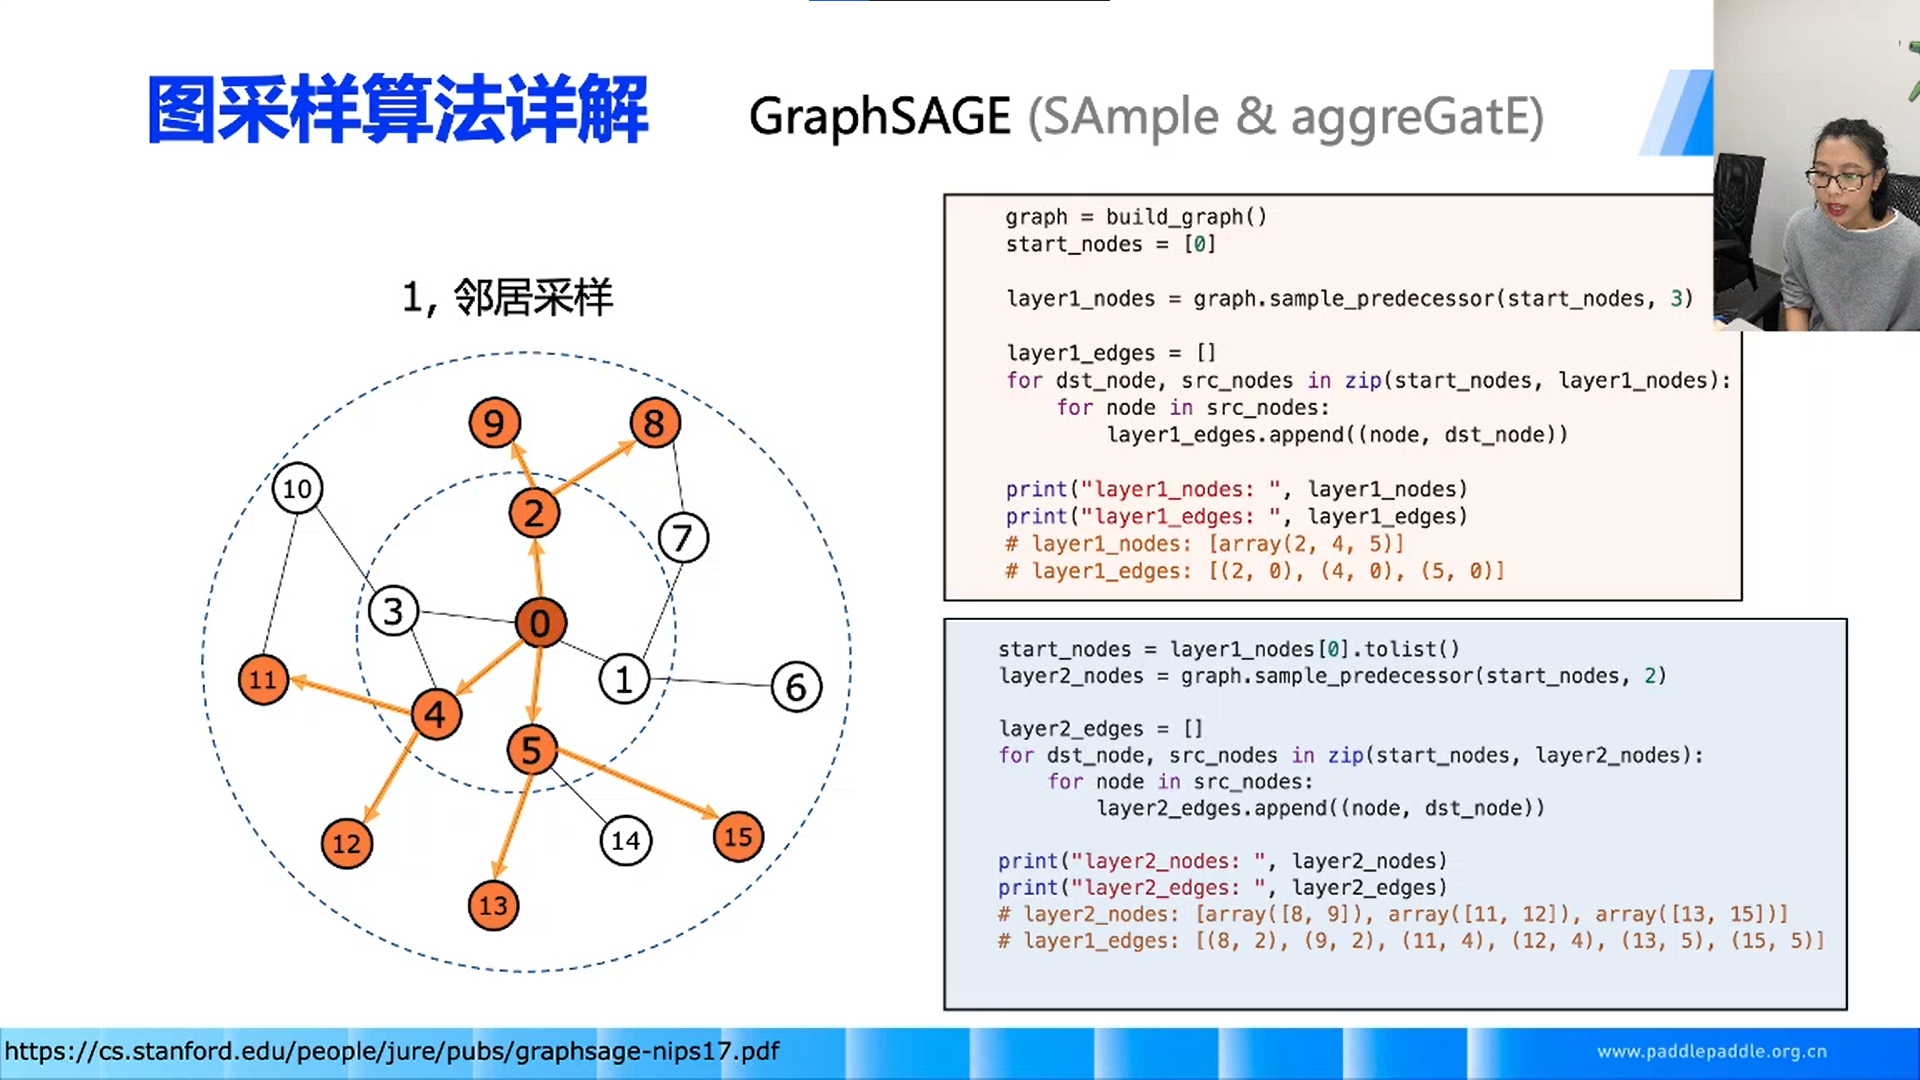 图采样算法详解
GraphSAGE (SAmple & aggreGatE)
1, 邻居采样
9
8
10
2
7
3
0
11
1
6
4
5
12
14
15
13
graph = build_graph()
start_nodes = [0]
layer1_nodes = graph.sample_predecessor(start_nodes, 3)
layer1_edges = []
for dst_node, src_nodes in zip(start_nodes, layer1_nodes):
    for node in src_nodes:
        layer1_edges.append((node, dst_node))
print("layer1_nodes: ", layer1_nodes)
print("layer1_edges: ", layer1_edges)
# layer1_nodes: [array(2, 4, 5)]
# layer1_edges: [(2, 0), (4, 0), (5, 0)]
start_nodes = layer1_nodes[0].tolist()
layer2_nodes = graph.sample_predecessor(start_nodes, 2)
layer2_edges = []
for dst_node, src_nodes in zip(start_nodes, layer2_nodes):
    for node in src_nodes:
        layer2_edges.append((node, dst_node))
print("layer2_nodes: ", layer2_nodes)
print("layer2_edges: ", layer2_edges)
# layer2_nodes: [array([8, 9]), array([11, 12]), array([13, 15])]
# layer1_edges: [(8, 2), (9, 2), (11, 4), (12, 4), (13, 5), (15, 5)]
https://cs.stanford.edu/people/jure/pubs/graphsage-nips17.pdf
www.paddlepaddle.org.cn